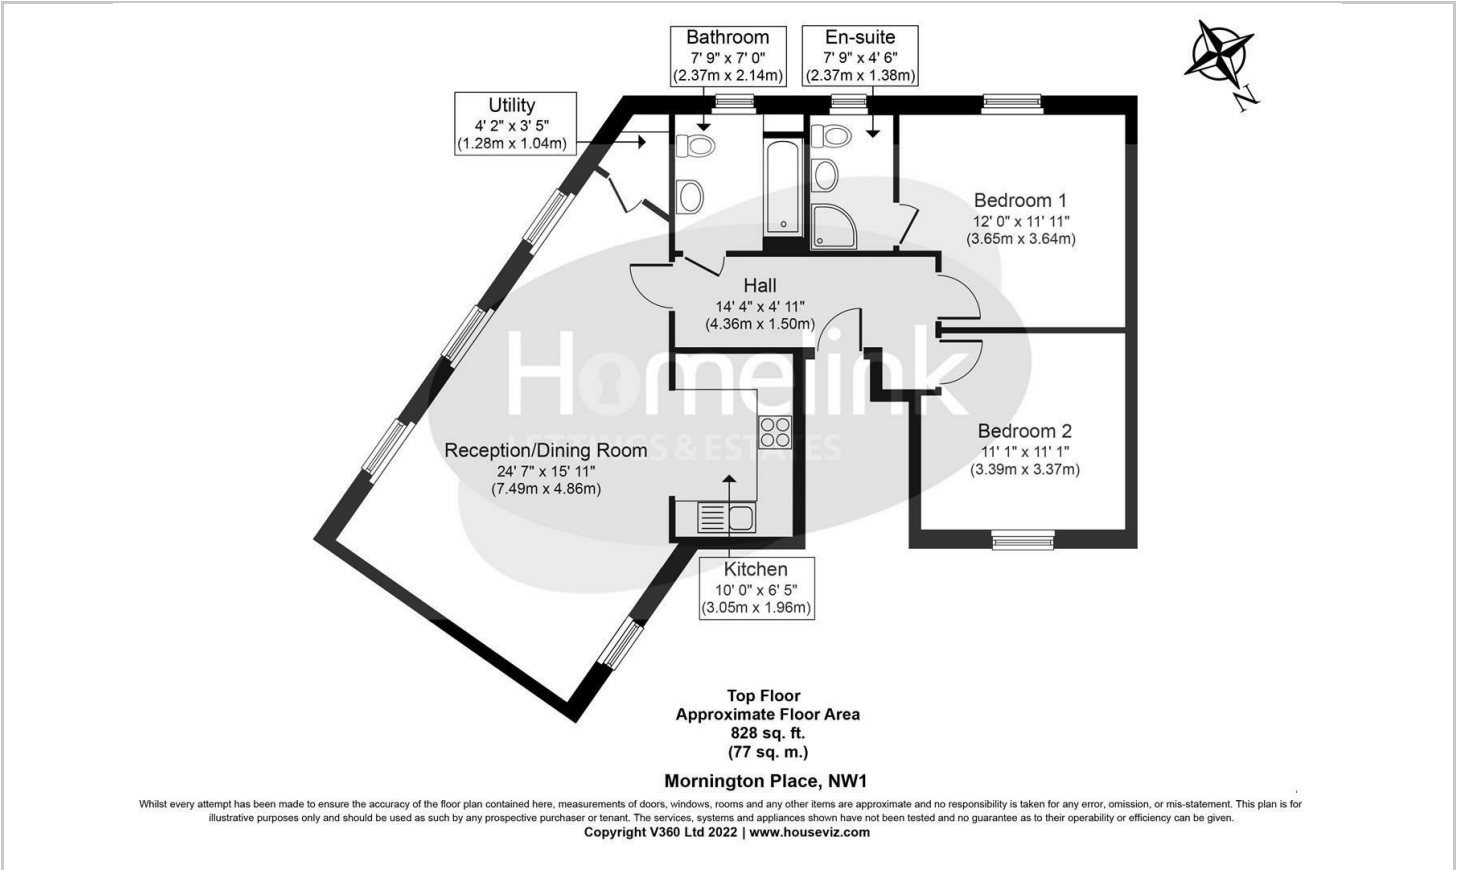 Bathroom
7' 9" x 7' 0"
(2.37m x 2.14m)
En-suite
7' 9" x 4' 6"
(2.37m x 1.38m)
N
Utility
4' 2" x 3' 5"
(1.28m x 1.04m)
Bedroom 1
12' 0" x 11' 11"
(3.65m x 3.64m)
Hall
14' 4" x 4' 11"
(4.36m x 1.50m)
Homelink
LETTINGS & ESTATES
Reception/Dining Room
24' 7" x 15' 11"
(7.49m x 4.86m)
Bedroom 2
11' 1" x 11' 1"
(3.39m x 3.37m)
Kitchen
10' 0" x 6' 5"
(3.05m x 1.96m)
Top Floor
Approximate Floor Area
828 sq. ft.
(77 sq. m.)
Mornington Place, NW1
Whilst every attempt has been made to ensure the accuracy of the floor plan contained here, measurements of doors, windows, rooms and any other items are approximate and no responsibility is taken for any error, omission, or mis-statement. This plan is for
illustrative purposes only and should be used as such by any prospective purchaser or tenant. The services, systems and appliances shown have not been tested and no guarantee as to their operability or efficiency can be given.
Copyright V360 Ltd 2022 | www.houseviz.com